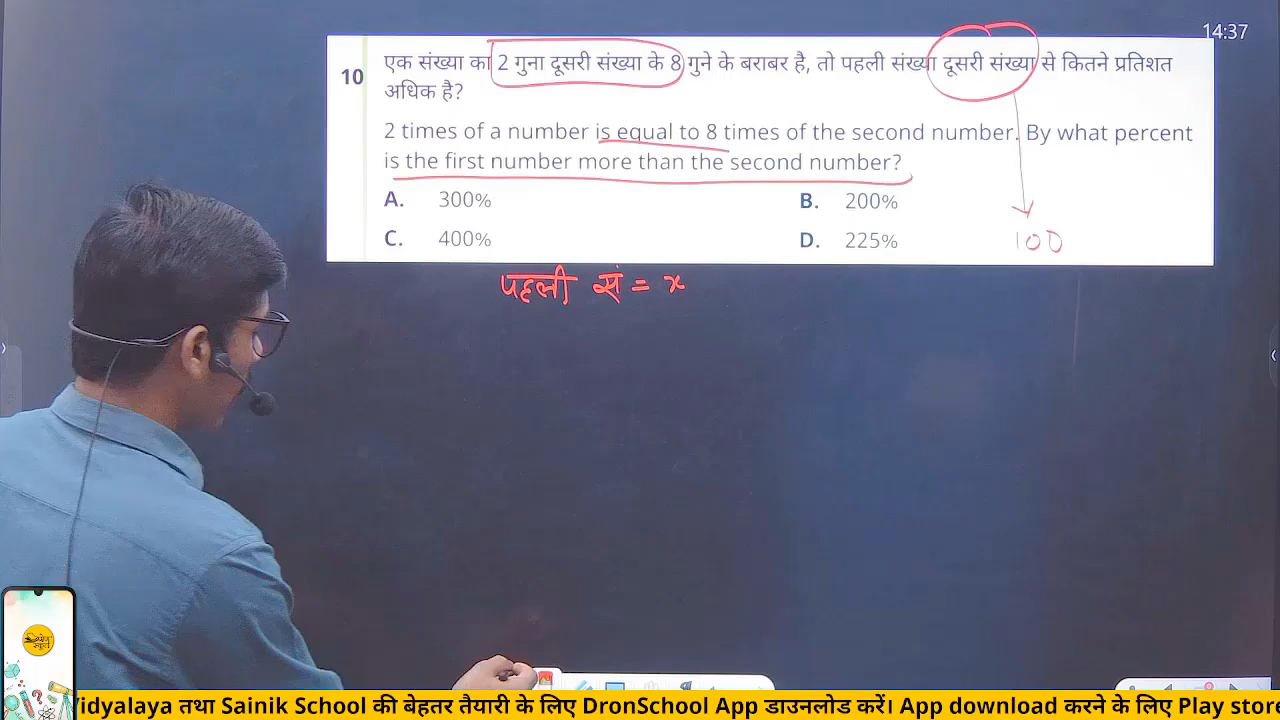 14:37
10
एक संख्या का 2 गुना दूसरी संख्या के 8 गुने के बराबर है, तो पहली संख्या दूसरी संख्या से कितने प्रतिशत
अधिक है?
2 times of a number is equal to 8 times of the second number. By what percent
is the first number more than the second number?
A. 300% B. 200%
C. 400% D. 225%
100
पहली सं = x
Vidyalaya तथा Sainik School की बेहतर तैयारी के लिए DronSchool App डाउनलोड करें। App download करने के लिए Play store